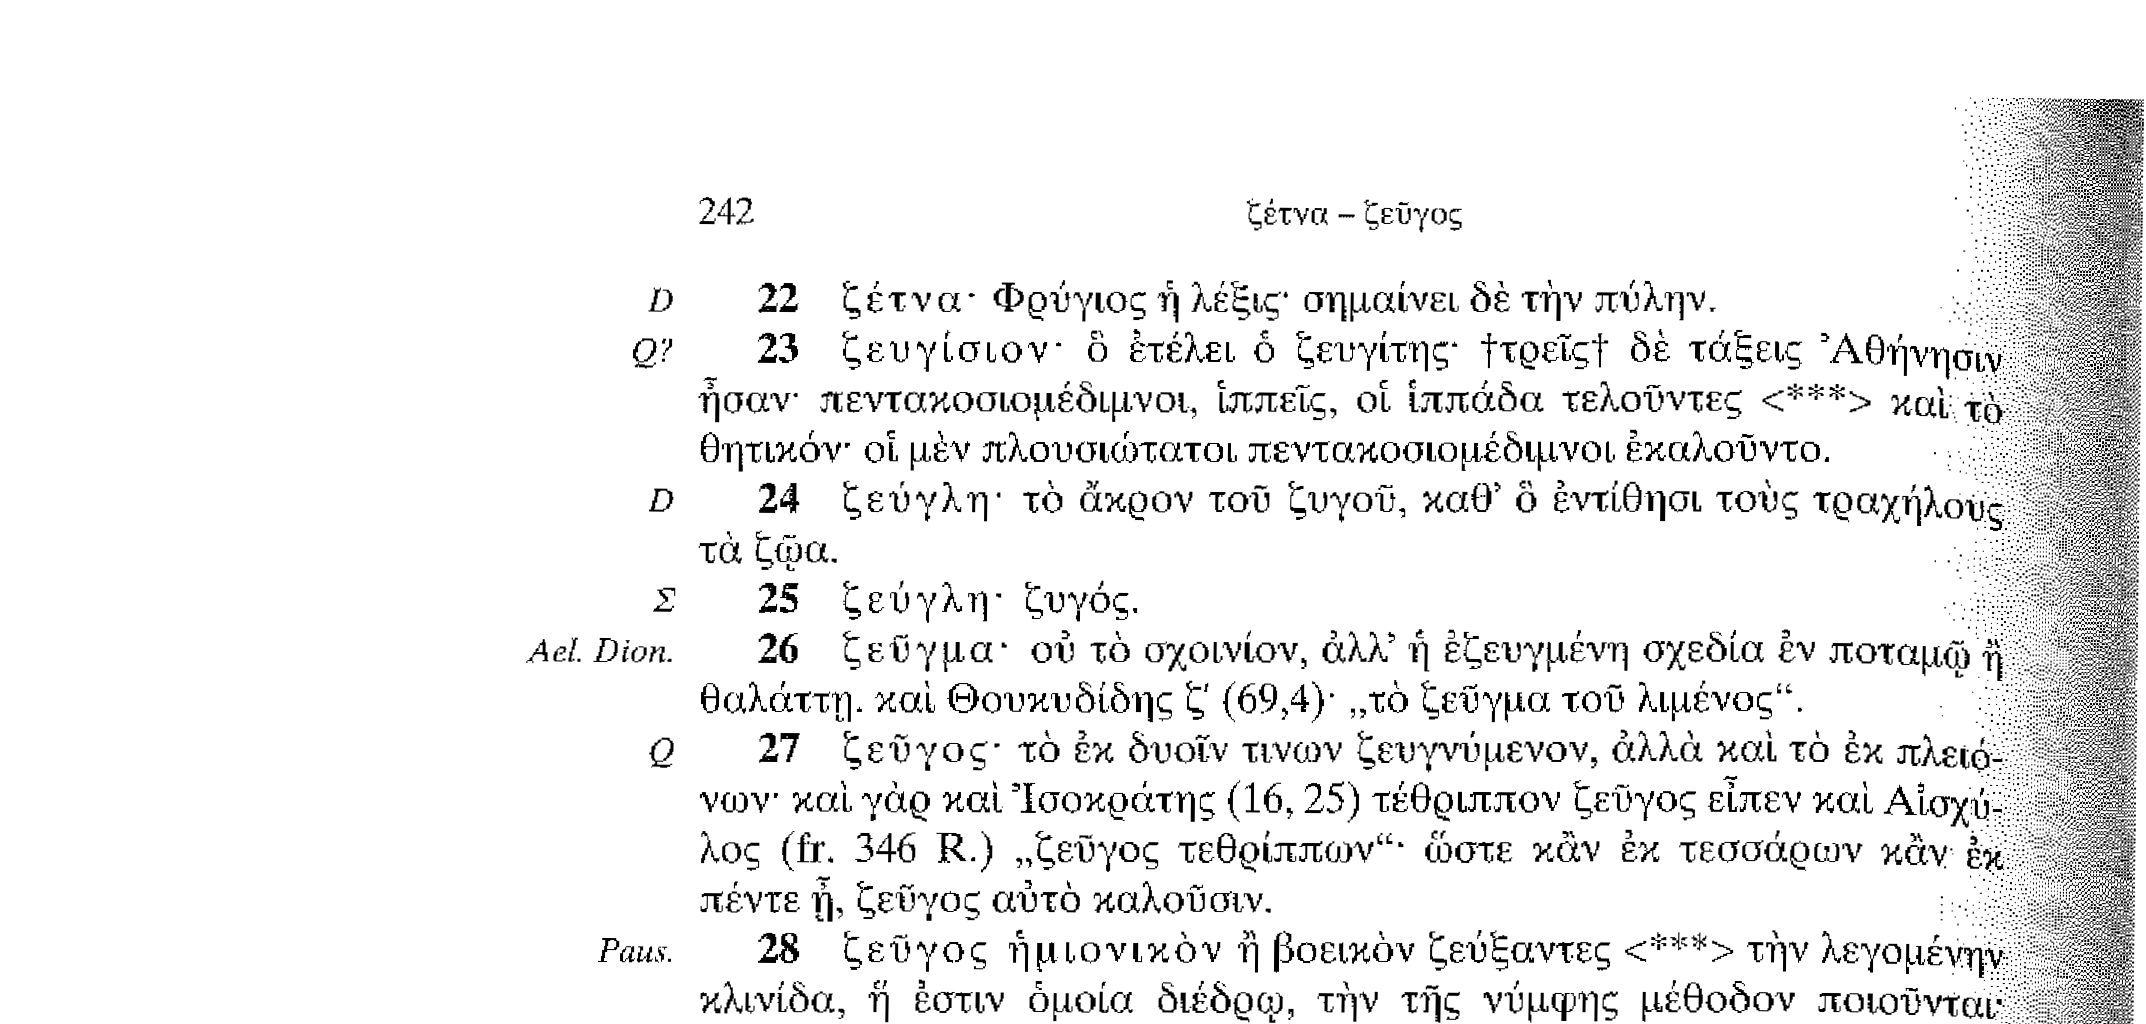 242 ζέτνα – ζεῦγος
D 22 ζέτνα· Φρύγιος ἡ λέξις· σημαίνει δὲ τὴν πύλην.
Q? 23 ζευγίσιον· ὃ ἐτέλει ὁ ζευγίτης· †τρεῖς† δὲ τάξεις Ἀθήνησιν
ἦσαν· πεντακοσιομέδιμνοι, ἱππεῖς, οἱ ἱππάδα τελοῦντες <***> καὶ τὸ
θητικόν· οἱ μὲν πλουσιώτατοι πεντακοσιομέδιμνοι ἐκαλοῦντο.
D 24 ζεύγλη· τὸ ἄκρον τοῦ ζυγοῦ, καθ’ ὃ ἐντίθησι τοὺς τραχήλους
τὰ ζῷα.
Σ 25 ζεύγλη· ζυγός.
Ael. Dion. 26 ζεῦγμα· οὐ τὸ σχοινίον, ἀλλ’ ἡ ἐζευγμένη σχεδία ἐν ποταμῷ ἢ
θαλάττῃ. καὶ Θουκυδίδης ζ′ (69,4)· „τὸ ζεῦγμα τοῦ λιμένος“.
Q 27 ζεῦγος· τὸ ἐκ δυοῖν τινων ζευγνύμενον, ἀλλὰ καὶ τὸ ἐκ πλειό-
νων· καὶ γὰρ καὶ Ἰσοκράτης (16, 25) τέθριππον ζεῦγος εἶπεν καὶ Αἰσχύ-
λος (fr. 346 R.) „ζεῦγος τεθρίππων“· ὥστε κἂν ἐκ τεσσάρων κἂν ἐκ
πέντε ᾖ, ζεῦγος αὐτὸ καλοῦσιν.
Paus. 28 ζεῦγος ἡμιονικὸν ἢ βοεικὸν ζεύξαντες <***> τὴν λεγομένην
κλινίδα, ἥ ἐστιν ὁμοία διέδρῳ, τὴν τῆς νύμφης μέθοδον ποιοῦνται·